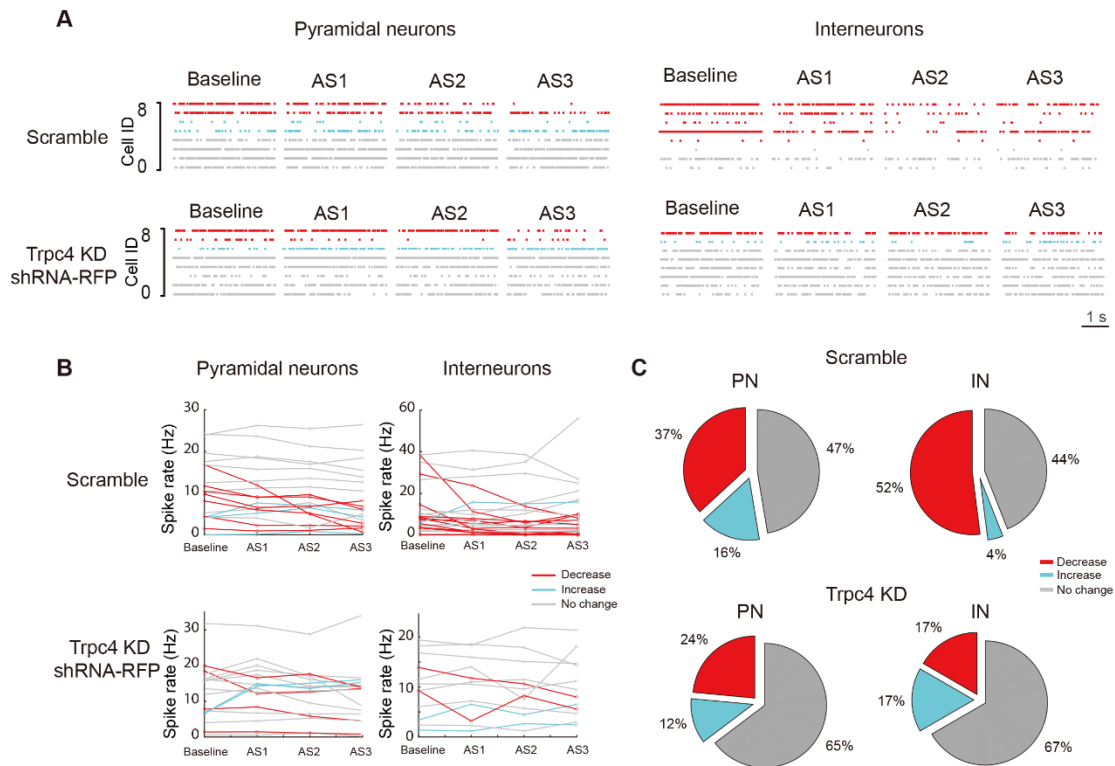 A
Pyramidal neurons
Interneurons
Baseline
AS1
AS2
AS3
Baseline
AS1
AS2
AS3
Scramble
Cell ID
8
0
Baseline
AS1
AS2
AS3
Baseline
AS1
AS2
AS3
Trpc4 KD
shRNA-RFP
Cell ID
8
0
1 s
B
Pyramidal neurons
Interneurons
Scramble
Spike rate (Hz)
30
20
10
0
Baseline
AS1
AS2
AS3
Spike rate (Hz)
60
40
20
0
Baseline
AS1
AS2
AS3
Decrease
Increase
No change
Trpc4 KD
shRNA-RFP
Spike rate (Hz)
30
20
10
0
Baseline
AS1
AS2
AS3
Spike rate (Hz)
20
10
0
Baseline
AS1
AS2
AS3
C
Scramble
PN
IN
37%
47%
16%
52%
44%
4%
Decrease
Increase
No change
Trpc4 KD
PN
IN
24%
12%
65%
17%
17%
67%